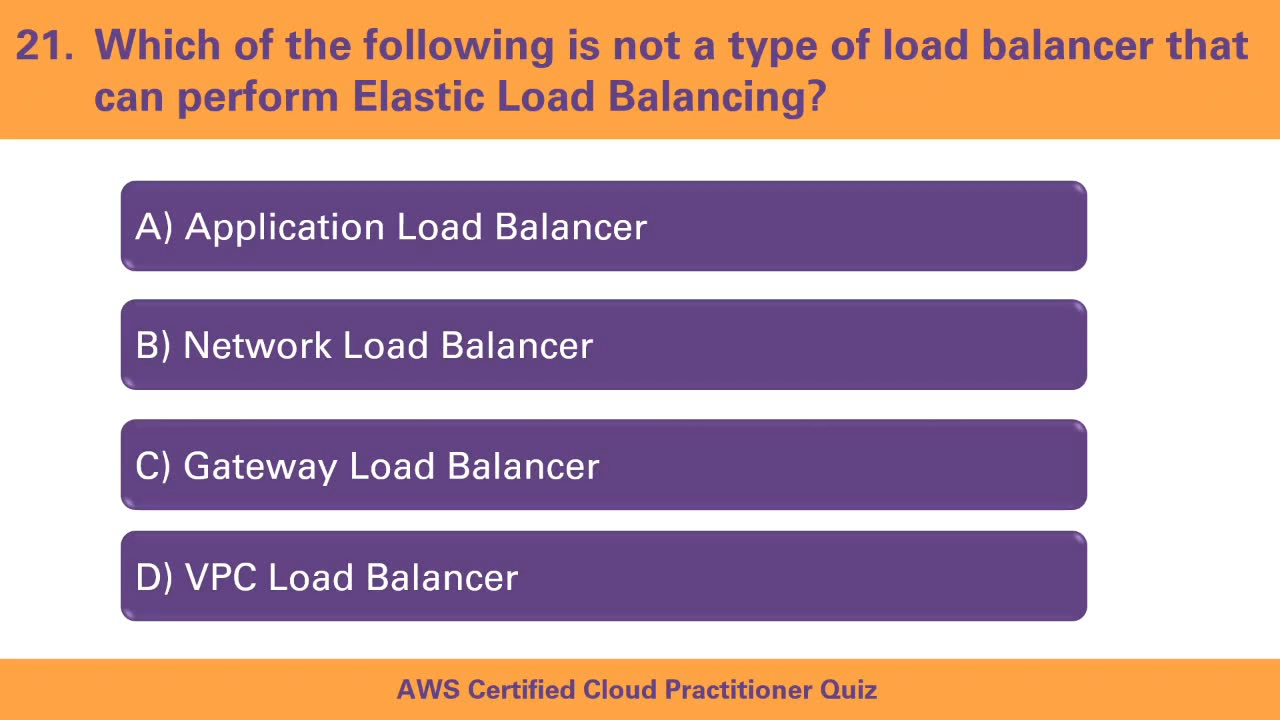 21. Which of the following is not a type of load balancer that
can perform Elastic Load Balancing?
A) Application Load Balancer
B) Network Load Balancer
C) Gateway Load Balancer
D) VPC Load Balancer
AWS Certified Cloud Practitioner Quiz